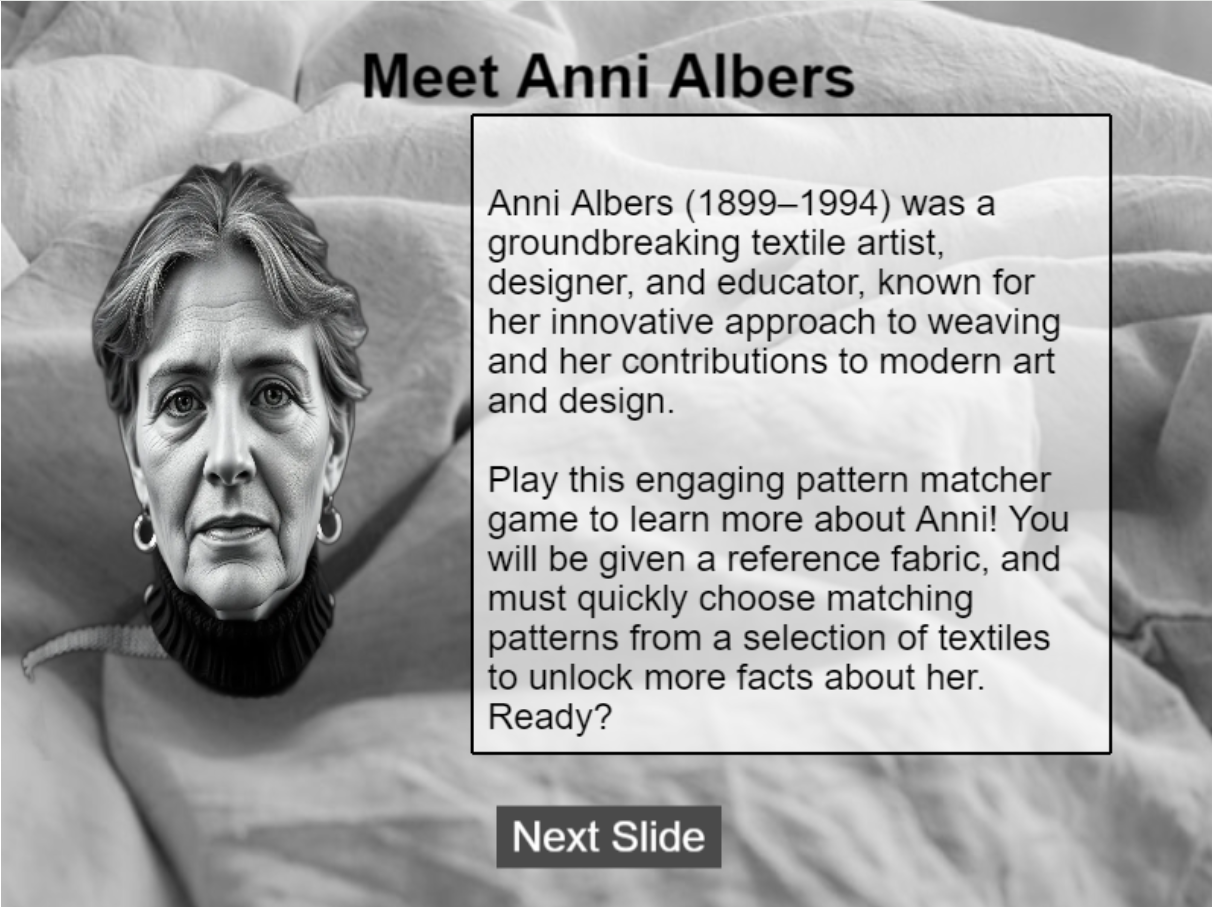 Meet Anni Albers
Anni Albers (1899–1994) was a
groundbreaking textile artist,
designer, and educator, known for
her innovative approach to weaving
and her contributions to modern art
and design.
Play this engaging pattern matcher
game to learn more about Anni! You
will be given a reference fabric, and
must quickly choose matching
patterns from a selection of textiles
to unlock more facts about her.
Ready?
Next Slide